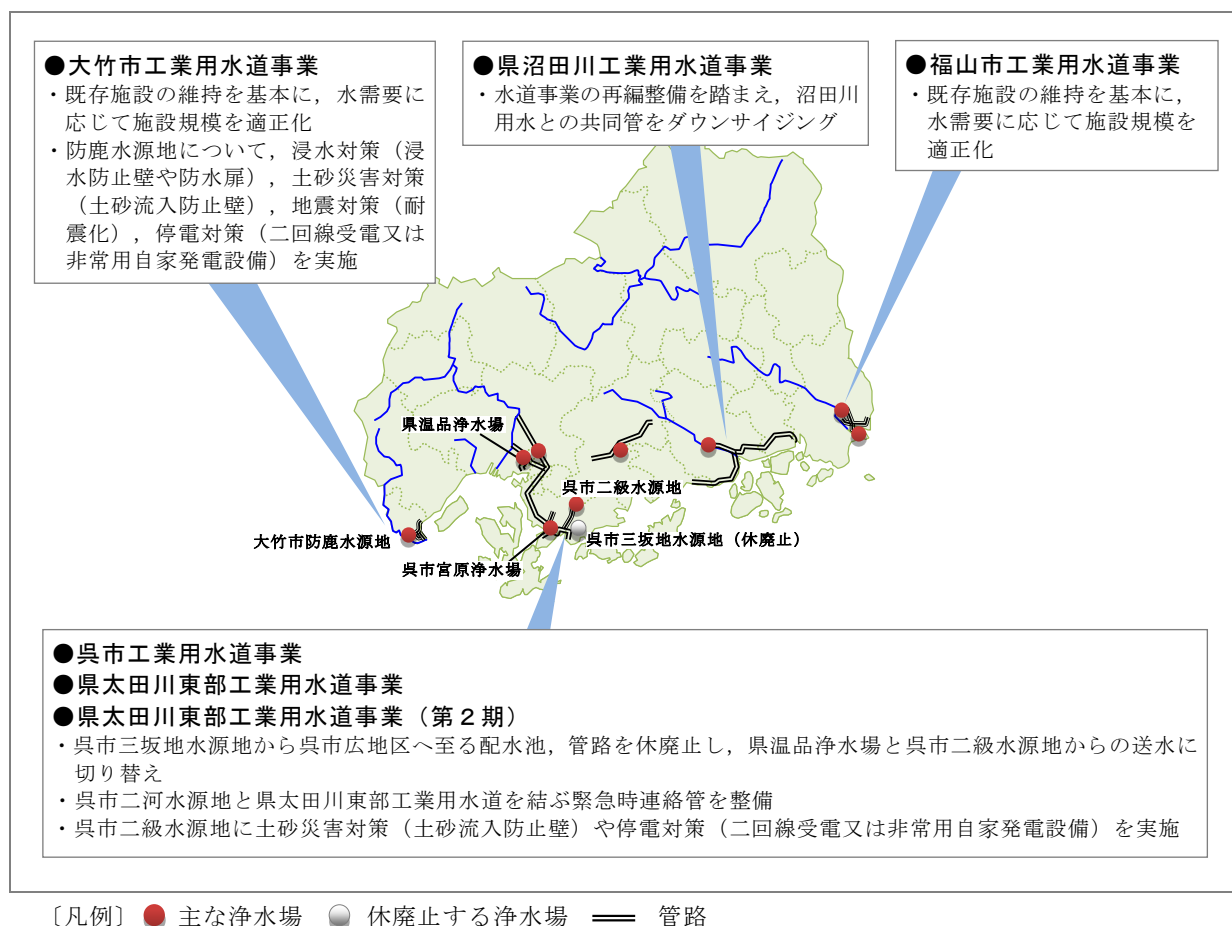 ●大竹市工業用水道事業
・既存施設の維持を基本に，水需要に
応じて施設規模を適正化
・防鹿水源地について，浸水対策（浸
水防止壁や防水扉），土砂災害対策
（土砂流入防止壁），地震対策（耐
震化），停電対策（二回線受電又は
非常用自家発電設備）を実施
●県沼田川工業用水道事業
・水道事業の再編整備を踏まえ，沼田川
用水との共同管をダウンサイジング
●福山市工業用水道事業
・既存施設の維持を基本に，
水需要に応じて施設規模を
適正化
県温品浄水場
呉市二級水源地
大竹市防鹿水源地
呉市三坂地水源地（休廃止）
呉市宮原浄水場
●呉市工業用水道事業
●県太田川東部工業用水道事業
●県太田川東部工業用水道事業（第２期）
・呉市三坂地水源地から呉市広地区へ至る配水池，管路を休廃止し，県温品浄水場と呉市二級水源地からの送水に
切り替え
・呉市二河水源地と県太田川東部工業用水道を結ぶ緊急時連絡管を整備
・呉市二級水源地に土砂災害対策（土砂流入防止壁）や停電対策（二回線受電又は非常用自家発電設備）を実施
〔凡例〕 主な浄水場 休廃止する浄水場 管路